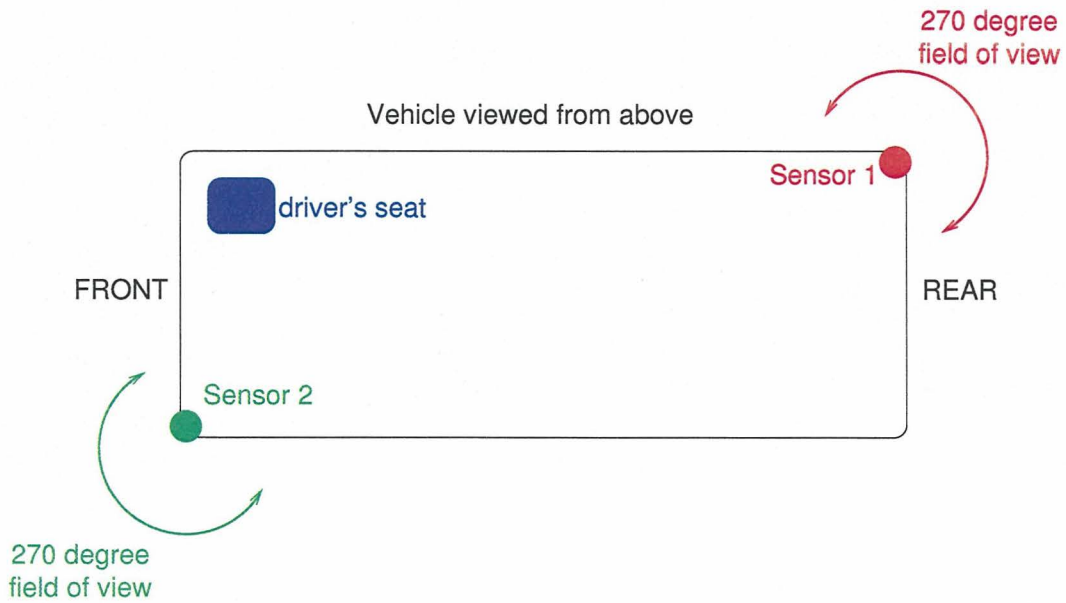 270 degree
field of view
Vehicle viewed from above
Sensor 1
driver's seat
FRONT
REAR
Sensor 2
270 degree
field of view